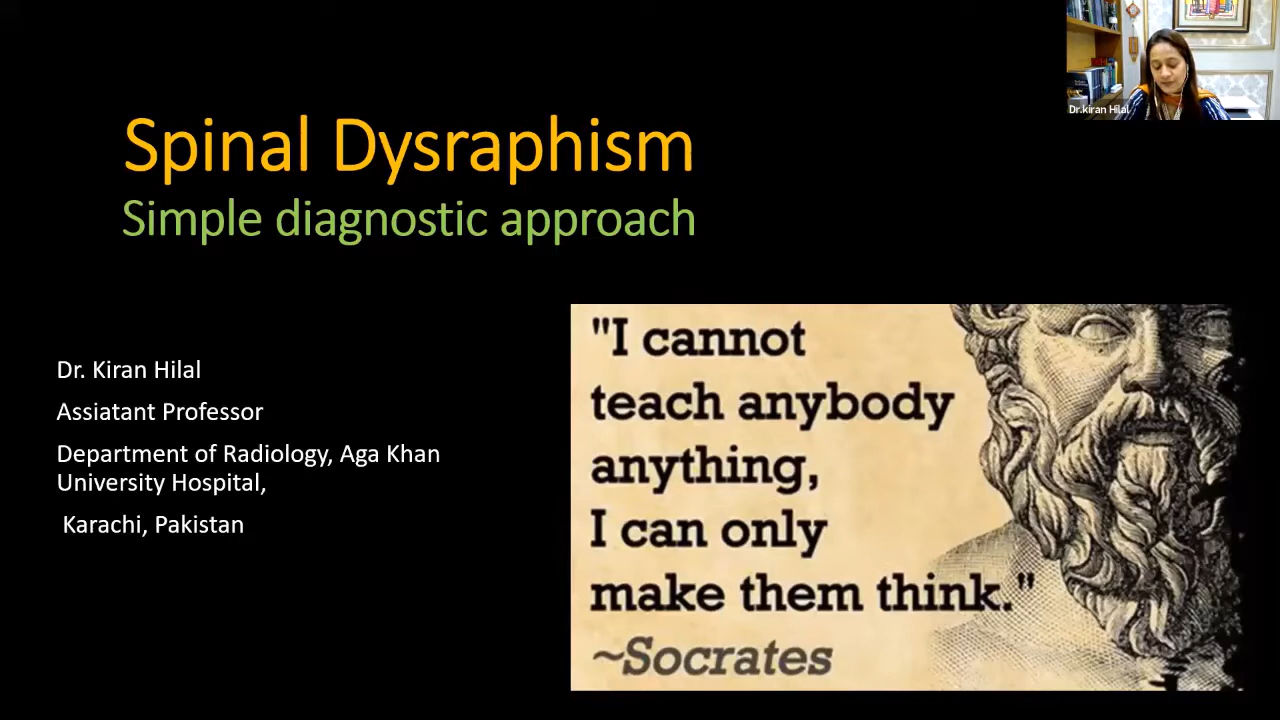 Dr.kiran Hilal
Spinal Dysraphism
Simple diagnostic approach
Dr. Kiran Hilal
Assiatant Professor
Department of Radiology, Aga Khan
University Hospital,
Karachi, Pakistan
"I cannot
teach anybody
anything,
I can only
make them think."
~Socrates